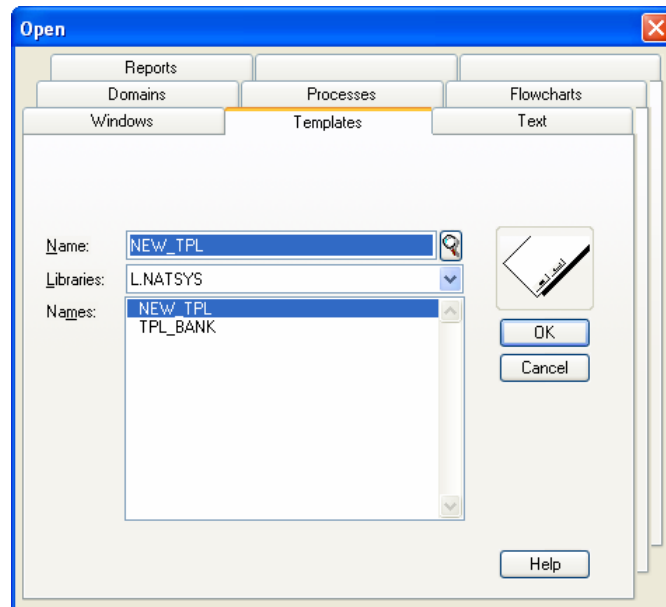 Open
Reports
Domains Processes Flowcharts
Windows Templates Text
Name: NEW_TPL
Libraries: L.NATSYS
Names: NEW_TPL
TPL_BANK
OK
Cancel
Help